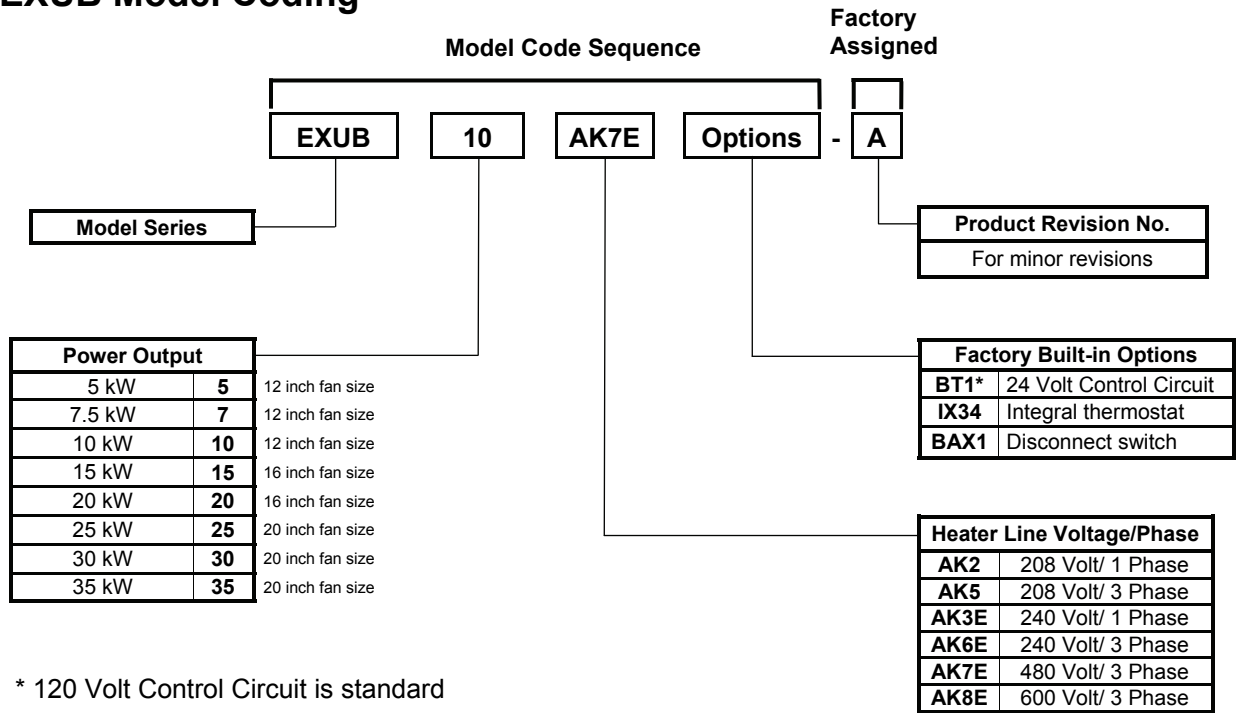 EXUB Model Coding
Factory
Assigned
Model Code Sequence
EXUB 10 AK7E Options - A
Model Series
Product Revision No.
For minor revisions
Power Output
5 kW 5 12 inch fan size
7.5 kW 7 12 inch fan size
10 kW 10 12 inch fan size
15 kW 15 16 inch fan size
20 kW 20 16 inch fan size
25 kW 25 20 inch fan size
30 kW 30 20 inch fan size
35 kW 35 20 inch fan size
Factory Built-in Options
BT1* 24 Volt Control Circuit
IX34 Integral thermostat
BAX1 Disconnect switch
Heater Line Voltage/Phase
AK2 208 Volt/ 1 Phase
AK5 208 Volt/ 3 Phase
AK3E 240 Volt/ 1 Phase
AK6E 240 Volt/ 3 Phase
AK7E 480 Volt/ 3 Phase
AK8E 600 Volt/ 3 Phase
* 120 Volt Control Circuit is standard